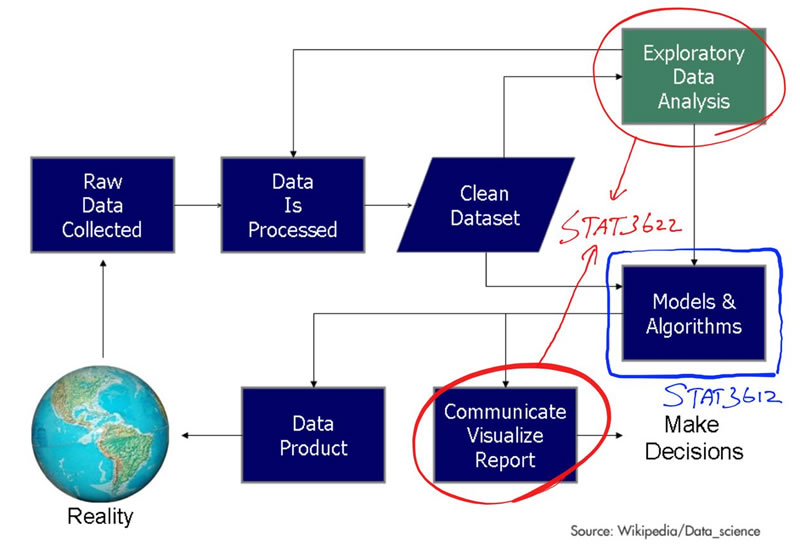 Exploratory
Data
Analysis
Raw
Data
Collected
Data
Is
Processed
Clean
Dataset
STAT3622
Models &
Algorithms
STAT3612
Data
Product
Communicate
Visualize
Report
Make
Decisions
Reality
Source: Wikipedia/Data_science